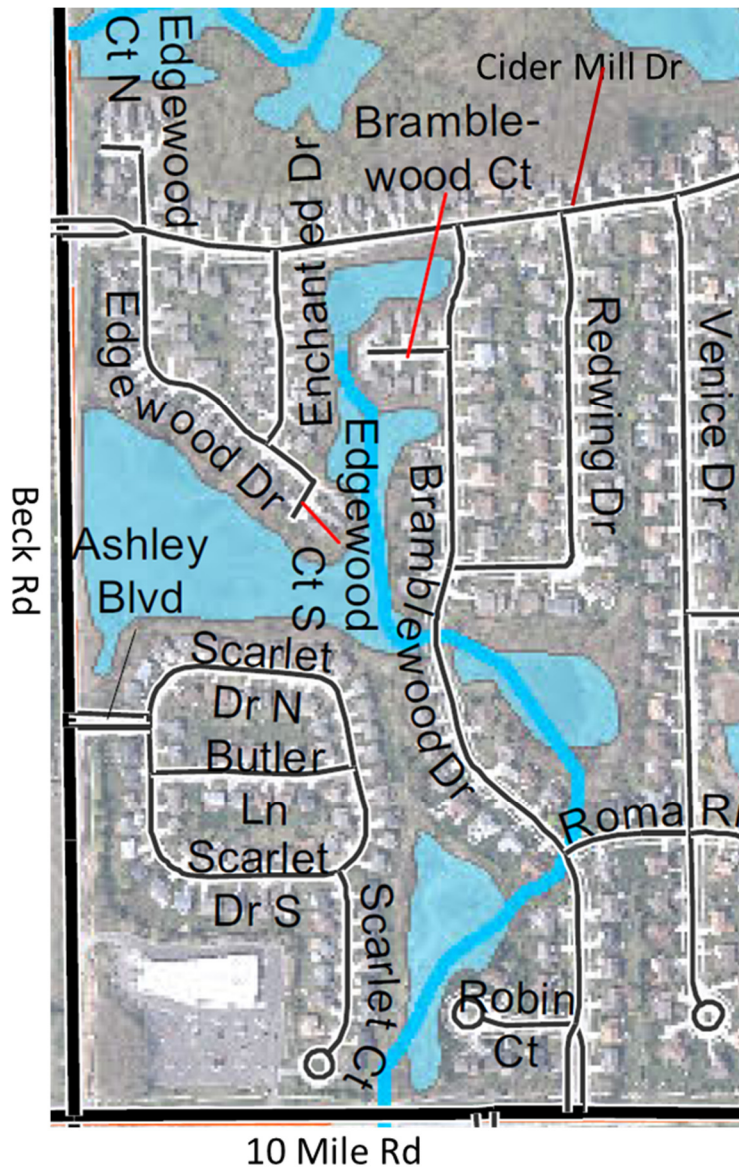 Edgewood
Ct N
Cider Mill Dr
Bramble-
wood Ct
Enchanted Dr
Edgewood Dr
Redwing Dr
Venice Dr
Edgewood
Ct S
Bramblewood Dr
Beck Rd
Ashley
Blvd
Scarlet
Dr N
Butler
Ln
Scarlet
Dr S
Roma Ri
Scarlet Ct
Robin
Ct
10 Mile Rd